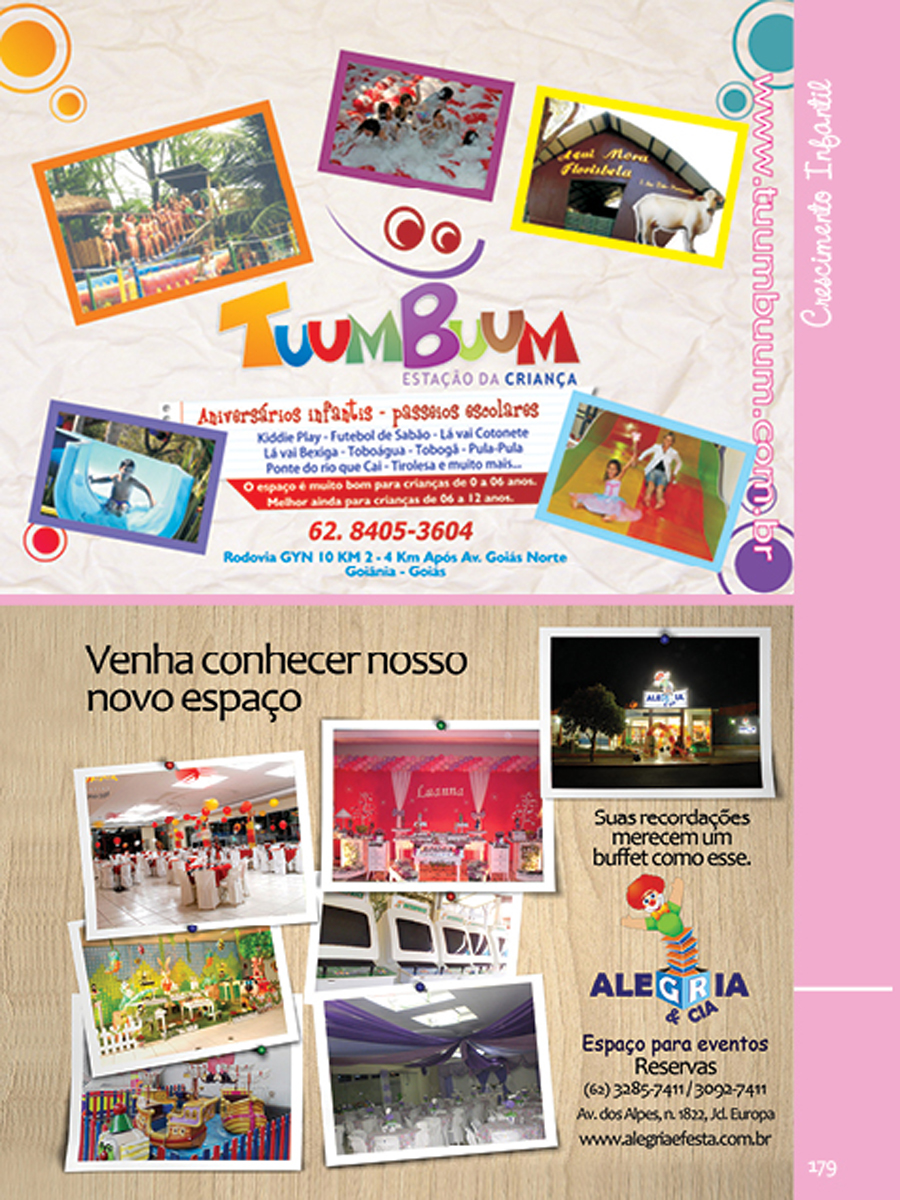 Crescimento Infantil
www.tuumbuum.com.br
Aqui Mora
Florisbela
TUUMBUUM
ESTAÇÃO DA CRIANÇA
Aniversários infantis - passeios escolares
Kiddie Play - Futebol de Sabão - Lá vai Cotonete
Lá vai Bexiga - Toboágua - Tobogã - Pula-Pula
Ponte do rio que Cai - Tirolesa e muito mais...
O espaço é muito bom para crianças de 0 a 06 anos.
Melhor ainda para crianças de 06 a 12 anos.
62. 8405-3604
Rodovia GYN 10 KM 2 - 4 Km Após Av. Goiás Norte
Goiânia - Goiás
Venha conhecer nosso
novo espaço
ALEGRIA
Luanna
Suas recordações
merecem um
buffet como esse.
ALEGRIA
& CIA
Espaço para eventos
Reservas
(62) 3285-7411 / 3092-7411
Av. dos Alpes, n. 1822, Jd. Europa
www.alegriaefesta.com.br
179